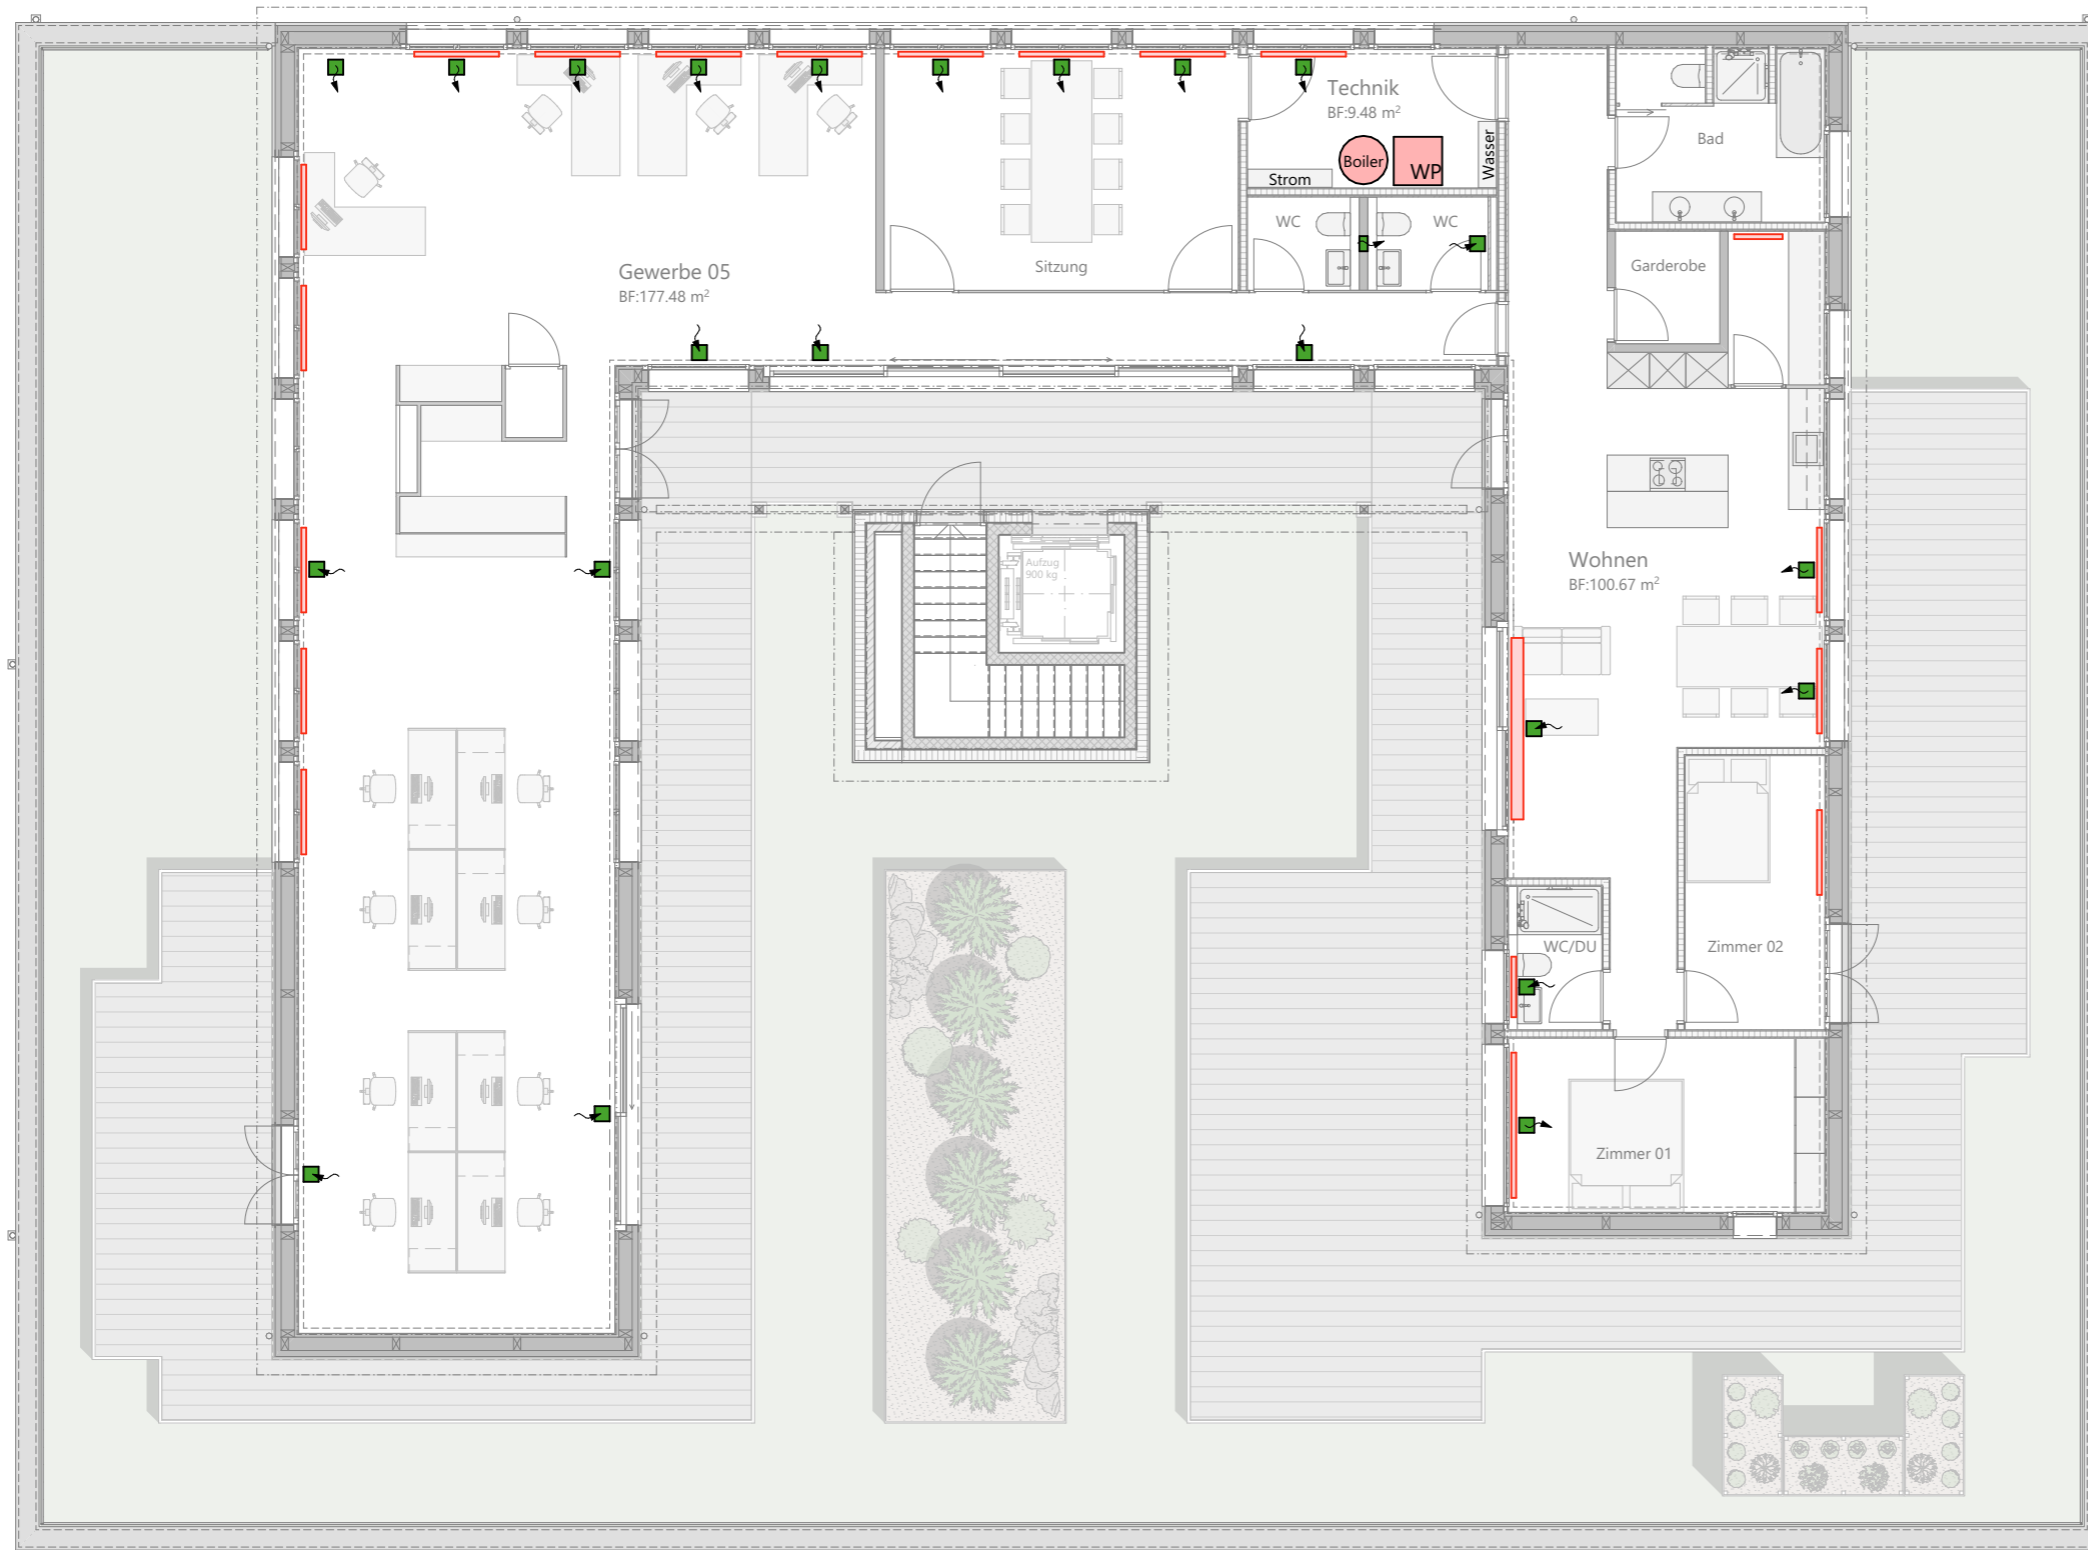 Technik
BF:9.48 m²
Bad
Boiler
WP
Wasser
Strom
WC
WC
Gewerbe 05
BF:177.48 m²
Sitzung
Garderobe
Aufzug
900 kg
Wohnen
BF:100.67 m²
WC/DU
Zimmer 02
Zimmer 01